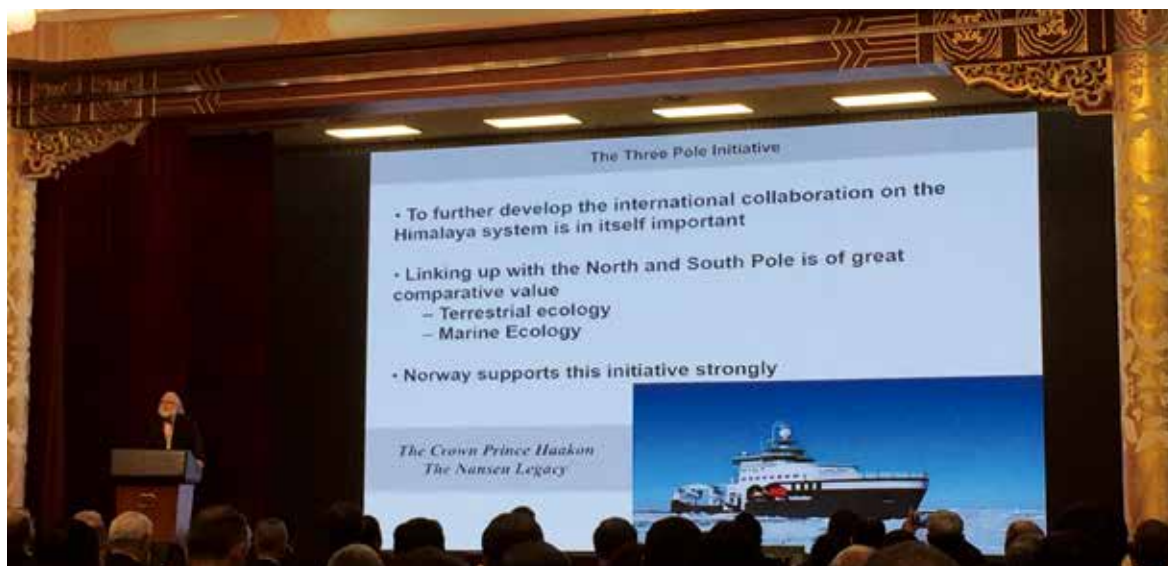 The Three Pole Initiative
• To further develop the international collaboration on the
Himalaya system is in itself important
• Linking up with the North and South Pole is of great
comparative value
– Terrestrial ecology
– Marine Ecology
• Norway supports this initiative strongly
The Crown Prince Haakon
The Nansen Legacy